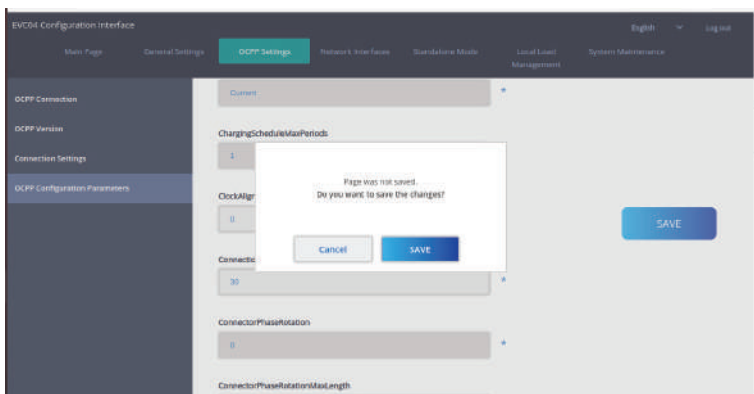 EVC04 Configuration Interface
English
Log out
Main Page
General Settings
OCPP Settings
Network Interfaces
Standalone Mode
Local Load
Management
System Maintenance
OCPP Connection
OCPP Version
Connection Settings
OCPP Configuration Parameters
Current
*
ChargingScheduleMaxPeriods
1
ClockAligr
0
Connectio
30
*
ConnectorPhaseRotation
0
*
ConnectorPhaseRotationMaxLength
Page was not saved.
Do you want to save the changes?
Cancel
SAVE
SAVE